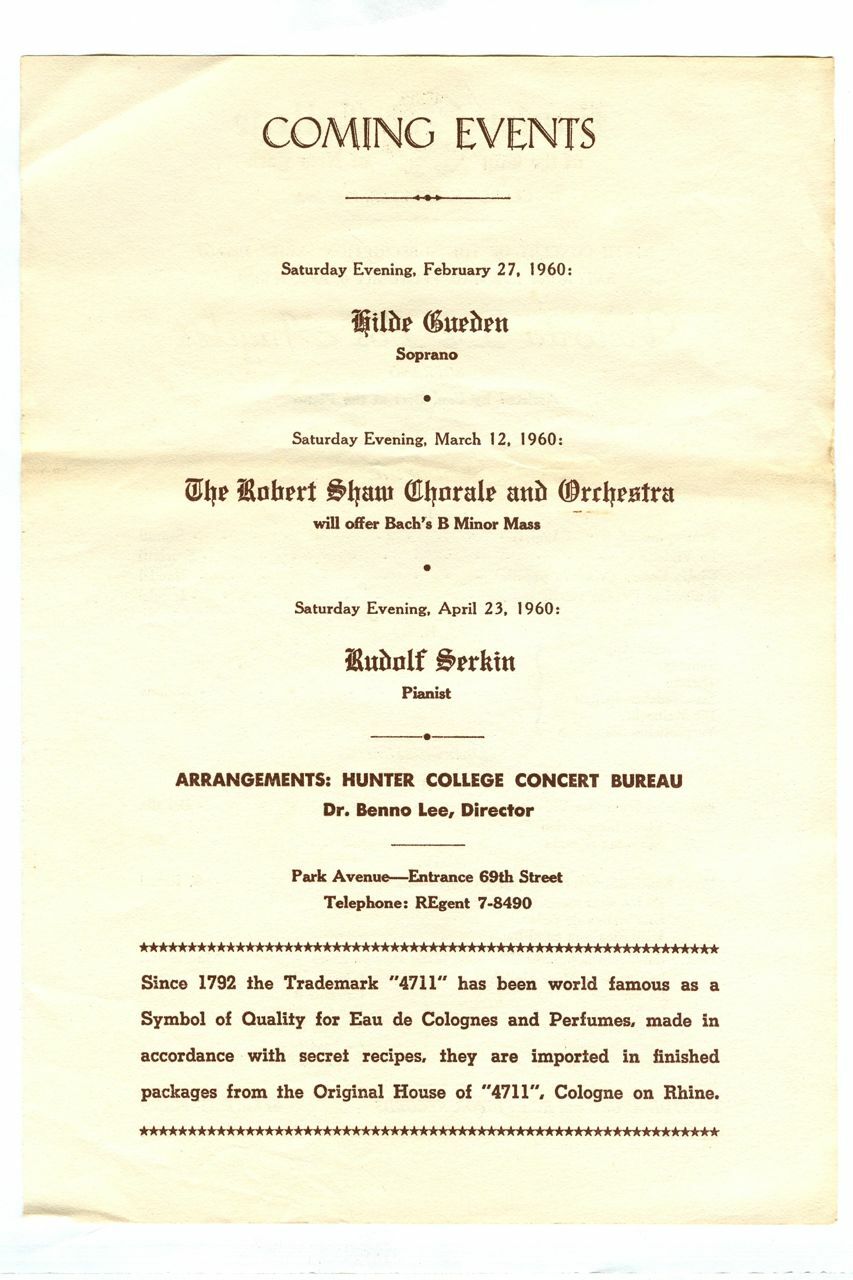 COMING EVENTS
Saturday Evening, February 27, 1960:
Hilde Gueden
Soprano
•
Saturday Evening, March 12, 1960:
The Robert Shaw Chorale and Orchestra
will offer Bach's B Minor Mass
•
Saturday Evening, April 23, 1960:
Rudolf Serkin
Pianist
ARRANGEMENTS: HUNTER COLLEGE CONCERT BUREAU
Dr. Benno Lee, Director
Park Avenue—Entrance 69th Street
Telephone: REgent 7-8490
Since 1792 the Trademark "4711" has been world famous as a
Symbol of Quality for Eau de Colognes and Perfumes, made in
accordance with secret recipes, they are imported in finished
packages from the Original House of "4711", Cologne on Rhine.